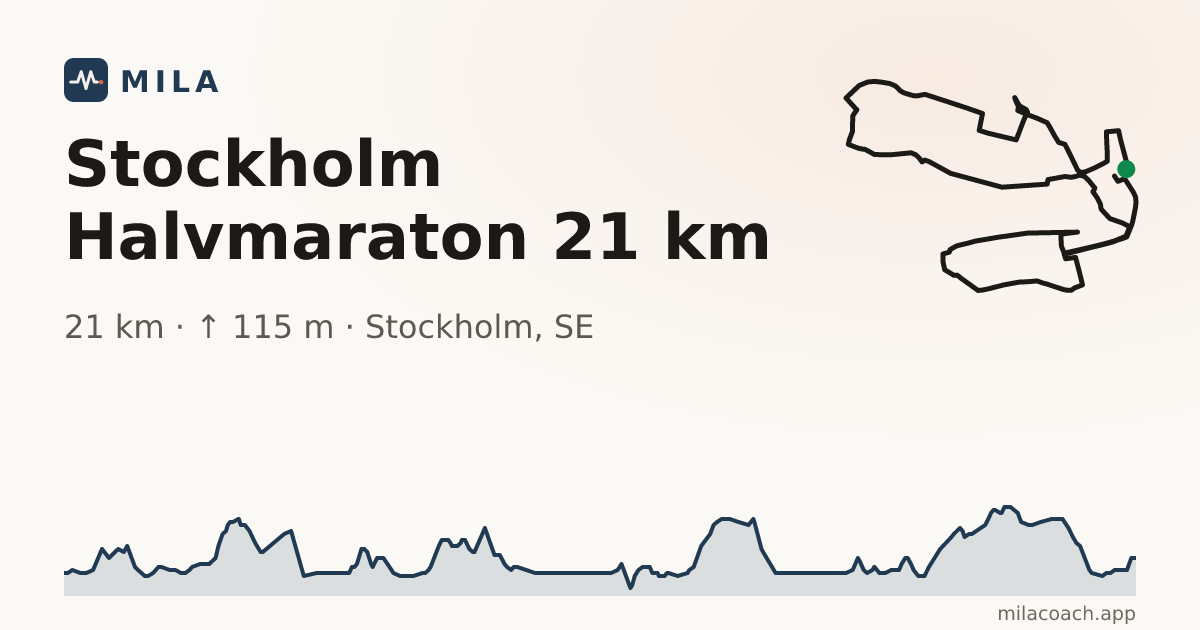 MILA
Stockholm
Halvmaraton 21 km
21 km · ↑ 115 m · Stockholm, SE
milacoach.app